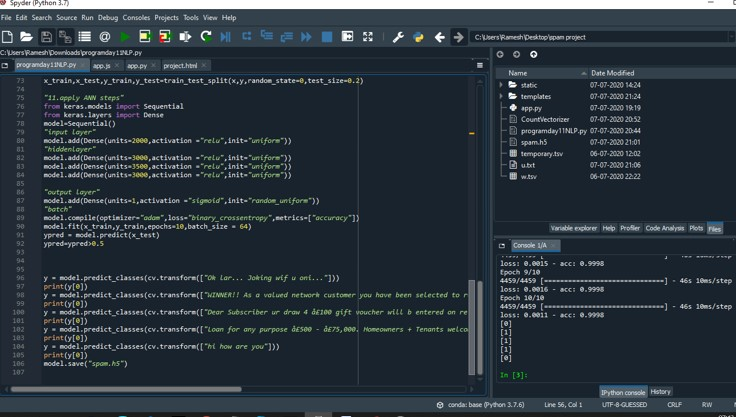 Spyder (Python 3.7)
File Edit Search Source Run Debug Consoles Projects Tools View Help
C:\Users\Ramesh\Desktop\spam project
C:\Users\Ramesh\Downloads\programday11NLP.py
programday11NLP.py app.js app.py project.html
73 x_train,x_test,y_train,y_test=train_test_split(x,y,random_state=0,test_size=0.2)
74
75 "11.apply ANN steps"
76 from keras.models import Sequential
77 from keras.layers import Dense
78 model=Sequential()
79 "input layer"
80 model.add(Dense(units=2000,activation ="relu",init="uniform"))
81 "hiddenlayer"
82 model.add(Dense(units=3000,activation ="relu",init="uniform"))
83 model.add(Dense(units=3500,activation ="relu",init="uniform"))
84 model.add(Dense(units=3000,activation ="relu",init="uniform"))
85
86 "output layer"
87 model.add(Dense(units=1,activation ="sigmoid",init="random_uniform"))
88 "batch"
89 model.compile(optimizer="adam",loss="binary_crossentropy",metrics=["accuracy"])
90 model.fit(x_train,y_train,epochs=10,batch_size = 64)
91 ypred = model.predict(x_test)
92 ypred=ypred>0.5
93
94
95
96 y = model.predict_classes(cv.transform(["Ok lar... Joking wif u oni..."]))
97 print(y[0])
98 y = model.predict_classes(cv.transform(["WINNER!! As a valued network customer you have been selected to r
99 print(y[0])
100 y = model.predict_classes(cv.transform(["Dear Subscriber ur draw 4 â£100 gift voucher will b entered on re
101 print(y[0])
102 y = model.predict_classes(cv.transform(["Loan for any purpose â£500 - â£75,000. Homeowners + Tenants welco
103 print(y[0])
104 y = model.predict_classes(cv.transform(["hi how are you"]))
105 print(y[0])
106 model.save("spam.h5")
107
Name Date Modified
static 07-07-2020 14:24
templates 07-07-2020 21:24
app.py 07-07-2020 19:19
CountVectorizer 07-07-2020 20:52
programday11NLP.py 07-07-2020 20:44
spam.h5 07-07-2020 21:01
temporary.tsv 06-07-2020 12:02
u.txt 07-07-2020 21:06
w.tsv 06-07-2020 22:22
Variable explorer Help Profiler Code Analysis Plots Files
Console 1/A
loss: 0.0015 - acc: 0.9998
Epoch 9/10
4459/4459 [==============================] - 46s 10ms/step
loss: 0.0016 - acc: 0.9998
Epoch 10/10
4459/4459 [==============================] - 46s 10ms/step
loss: 0.0011 - acc: 0.9998
[0]
[1]
[1]
[1]
[0]
In [3]:
IPython console History
conda: base (Python 3.7.6) Line 56, Col 1 UTF-8-GUESSED CRLF RW